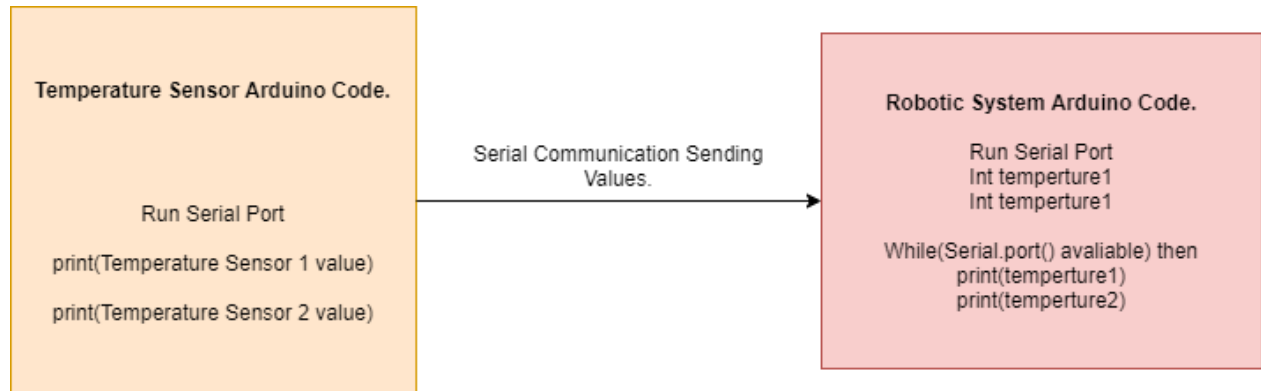 Temperature Sensor Arduino Code.
Run Serial Port
print(Temperature Sensor 1 value)
print(Temperature Sensor 2 value)
Serial Communication Sending
Values.
Robotic System Arduino Code.
Run Serial Port
Int temperture1
Int temperture1
While(Serial.port() avaliable) then
print(temperture1)
print(temperture2)